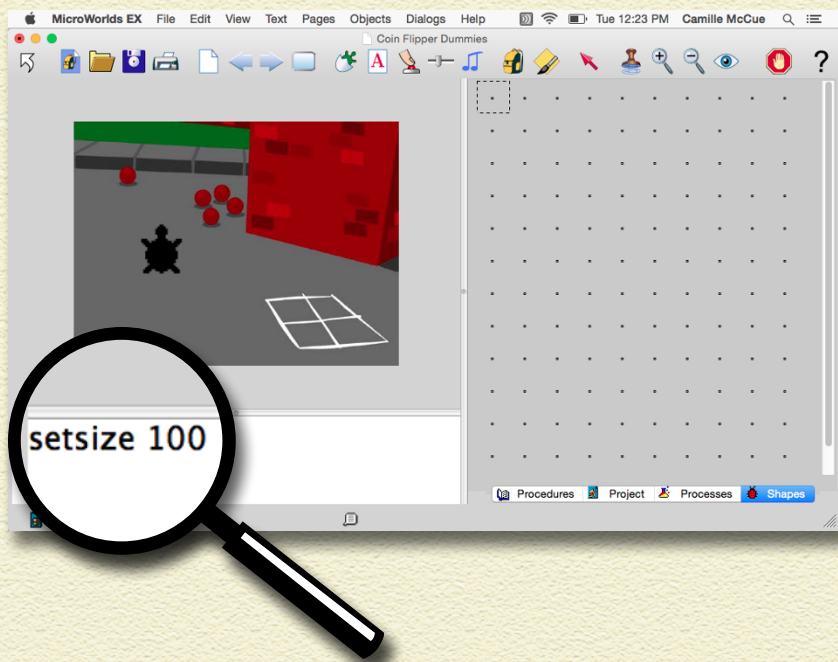 MicroWorlds EX File Edit View Text Pages Objects Dialogs Help Tue 12:23 PM Camille McCue
Coin Flipper Dummies
A ?
setsize 100
Procedures Project Processes Shapes